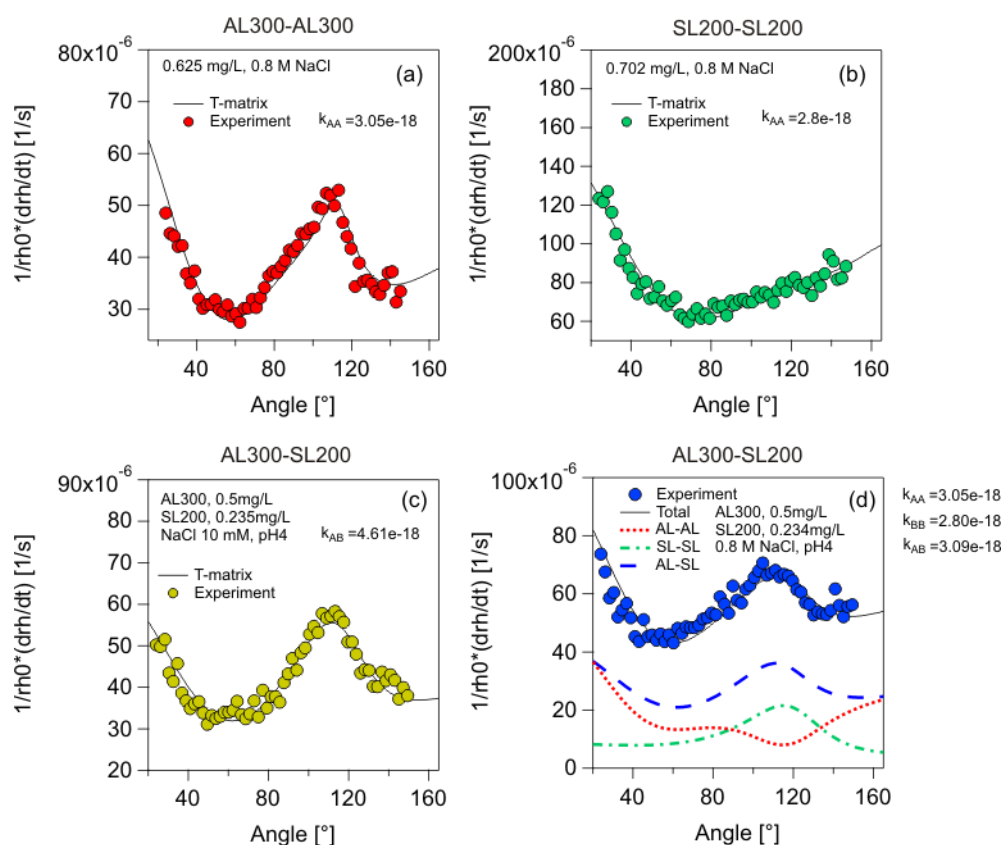 AL300-AL300
80x10-6
0.625 mg/L, 0.8 M NaCl
(a)
T-matrix
Experiment
kAA =3.05e-18
70
60
50
40
30
1/rh0*(drh/dt) [1/s]
40 80 120 160
Angle [°]
SL200-SL200
200x10-6
0.702 mg/L, 0.8 M NaCl
(b)
T-matrix
Experiment
kAA =2.8e-18
180
160
140
120
100
80
60
1/rh0*(drh/dt) [1/s]
40 80 120 160
Angle [°]
AL300-SL200
90x10-6
AL300, 0.5mg/L
SL200, 0.235mg/L
NaCl 10 mM, pH4
(c)
kAB =4.61e-18
T-matrix
Experiment
80
70
60
50
40
30
20
1/rh0*(drh/dt) [1/s]
40 80 120 160
Angle [°]
AL300-SL200
100x10-6
Experiment
Total AL300, 0.5mg/L
AL-AL SL200, 0.234mg/L
SL-SL 0.8 M NaCl, pH4
AL-SL
(d)
kAA =3.05e-18
kBB =2.80e-18
kAB =3.09e-18
80
60
40
20
0
1/rh0*(drh/dt) [1/s]
40 80 120 160
Angle [°]